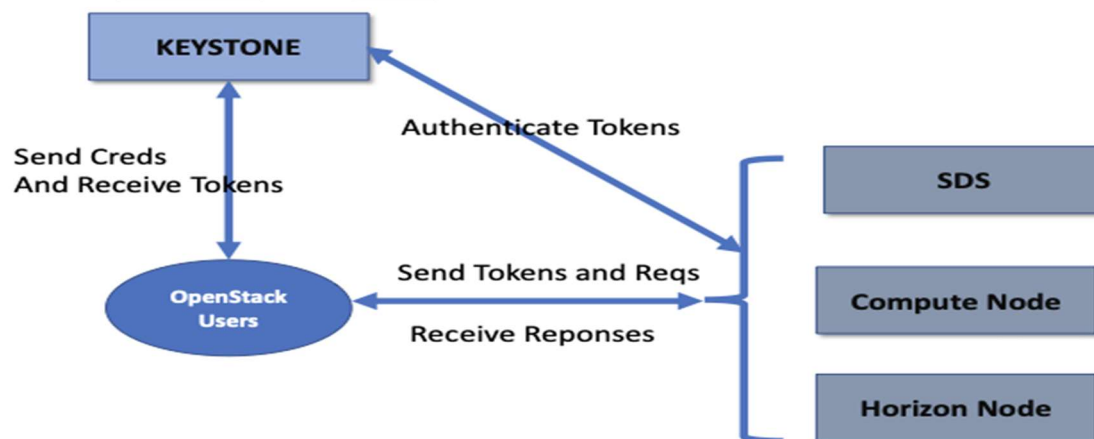 KEYSTONE
Authenticate Tokens
Send Creds
And Receive Tokens
SDS
Send Tokens and Reqs
OpenStack
Users
Compute Node
Receive Reponses
Horizon Node